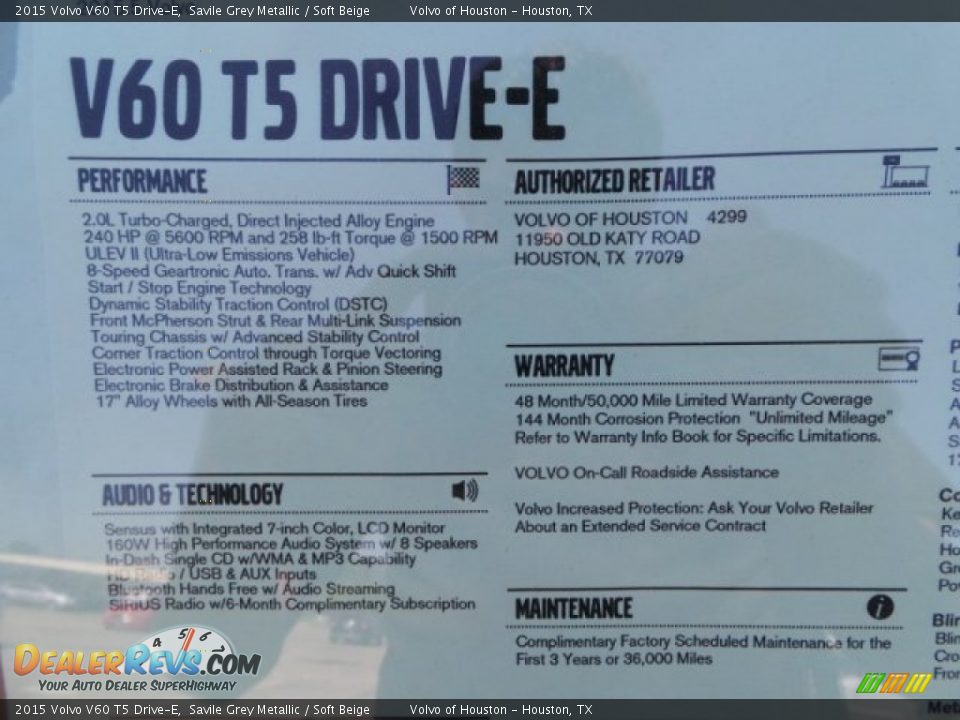 2015 Volvo V60 T5 Drive-E, Savile Grey Metallic / Soft Beige Volvo of Houston - Houston, TX
V60 T5 DRIVE-E
PERFORMANCE
2.0L Turbo-Charged, Direct Injected Alloy Engine
240 HP @ 5600 RPM and 258 lb-ft Torque @ 1500 RPM
ULEV II (Ultra-Low Emissions Vehicle)
8-Speed Geartronic Auto. Trans. w/ Adv Quick Shift
Start / Stop Engine Technology
Dynamic Stability Traction Control (DSTC)
Front McPherson Strut & Rear Multi-Link Suspension
Touring Chassis w/ Advanced Stability Control
Corner Traction Control through Torque Vectoring
Electronic Power Assisted Rack & Pinion Steering
Electronic Brake Distribution & Assistance
17" Alloy Wheels with All-Season Tires
AUDIO & TECHNOLOGY
Sensus with Integrated 7-inch Color, LCD Monitor
160W High Performance Audio System w/ 8 Speakers
In-Dash Single CD w/WMA & MP3 Capability
HD Radio / USB & AUX Inputs
Bluetooth Hands Free w/ Audio Streaming
SIRIUS Radio w/6-Month Complimentary Subscription
AUTHORIZED RETAILER
VOLVO OF HOUSTON 4299
11950 OLD KATY ROAD
HOUSTON, TX 77079
WARRANTY
48 Month/50,000 Mile Limited Warranty Coverage
144 Month Corrosion Protection "Unlimited Mileage"
Refer to Warranty Info Book for Specific Limitations.
VOLVO On-Call Roadside Assistance
Volvo Increased Protection: Ask Your Volvo Retailer
About an Extended Service Contract
MAINTENANCE
Complimentary Factory Scheduled Maintenance for the
First 3 Years or 36,000 Miles
4 5 6 7
DEALERREVS.COM
YOUR AUTO DEALER SUPERHIGHWAY
2015 Volvo V60 T5 Drive-E, Savile Grey Metallic / Soft Beige Volvo of Houston - Houston, TX